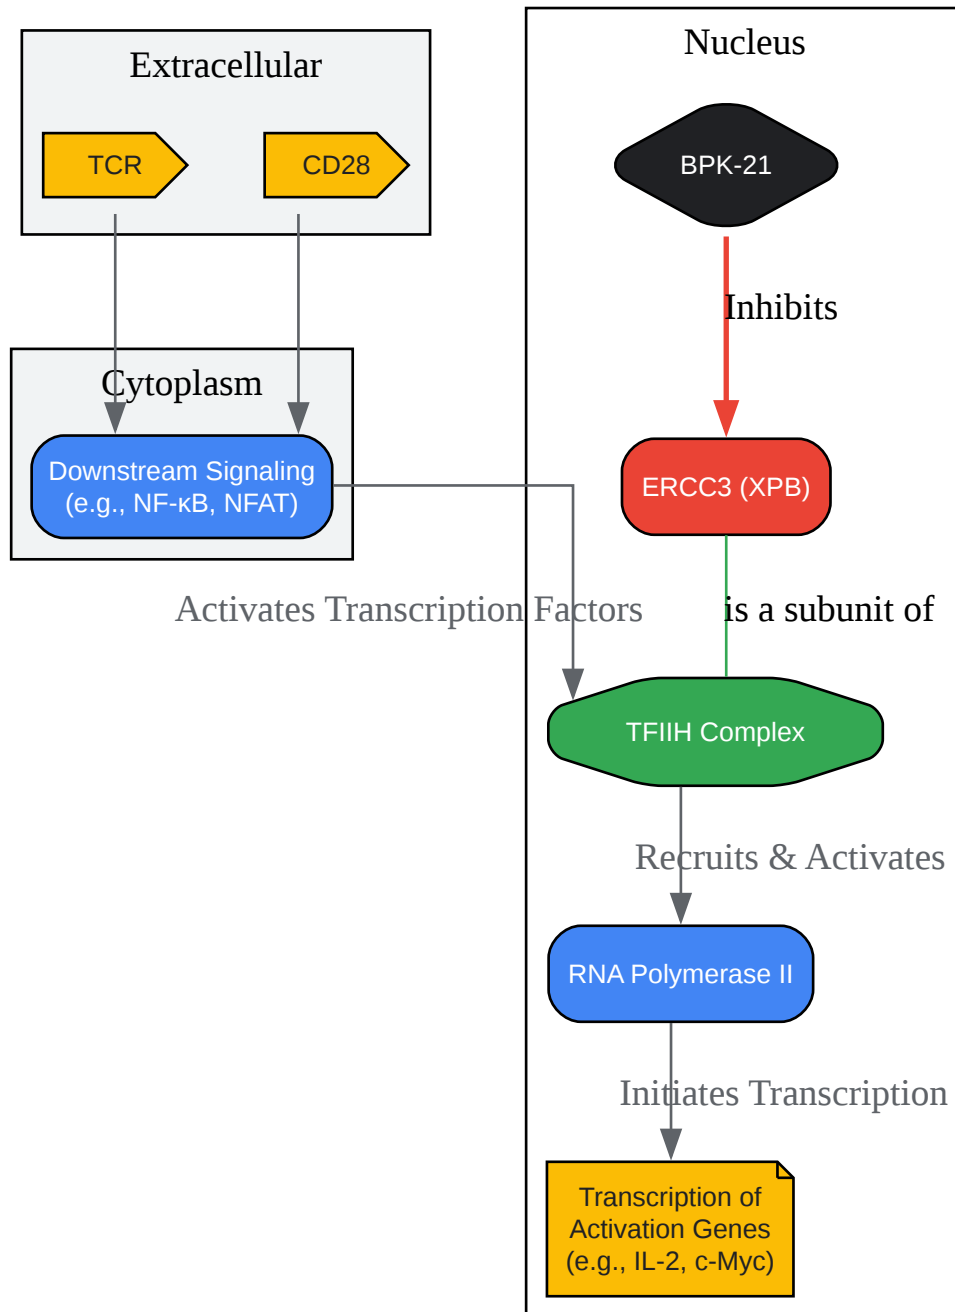 Extracellular
TCR
CD28
Cytoplasm
Downstream Signaling
(e.g., NF-κB, NFAT)
Activates Transcription Factors
Nucleus
BPK-21
Inhibits
ERCC3 (XPB)
is a subunit of
TFIIH Complex
Recruits & Activates
RNA Polymerase II
Initiates Transcription
Transcription of
Activation Genes
(e.g., IL-2, c-Myc)